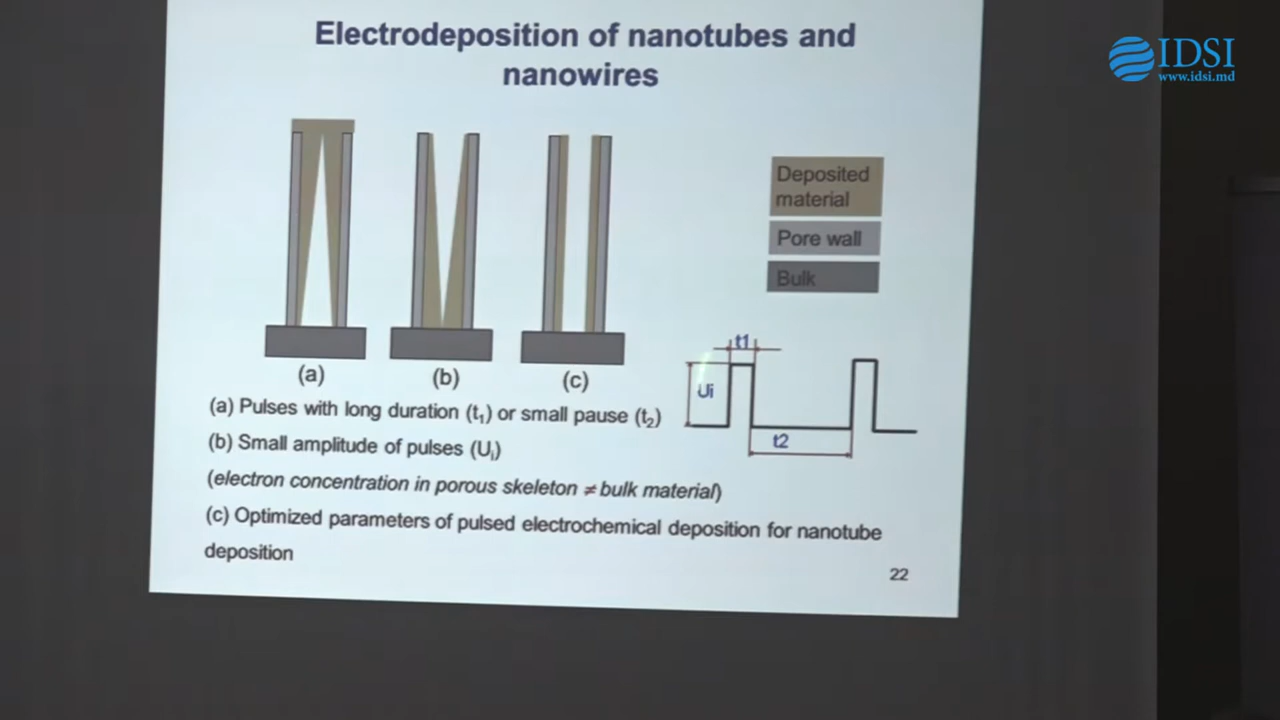 Electrodeposition of nanotubes and
nanowires
IDSI
www.idsi.md
Deposited
material
Pore wall
Bulk
(a)
(b)
(c)
t1
Ui
t2
(a) Pulses with long duration (t₁) or small pause (t₂)
(b) Small amplitude of pulses (Uᵢ)
(electron concentration in porous skeleton ≠ bulk material)
(c) Optimized parameters of pulsed electrochemical deposition for nanotube
deposition
22